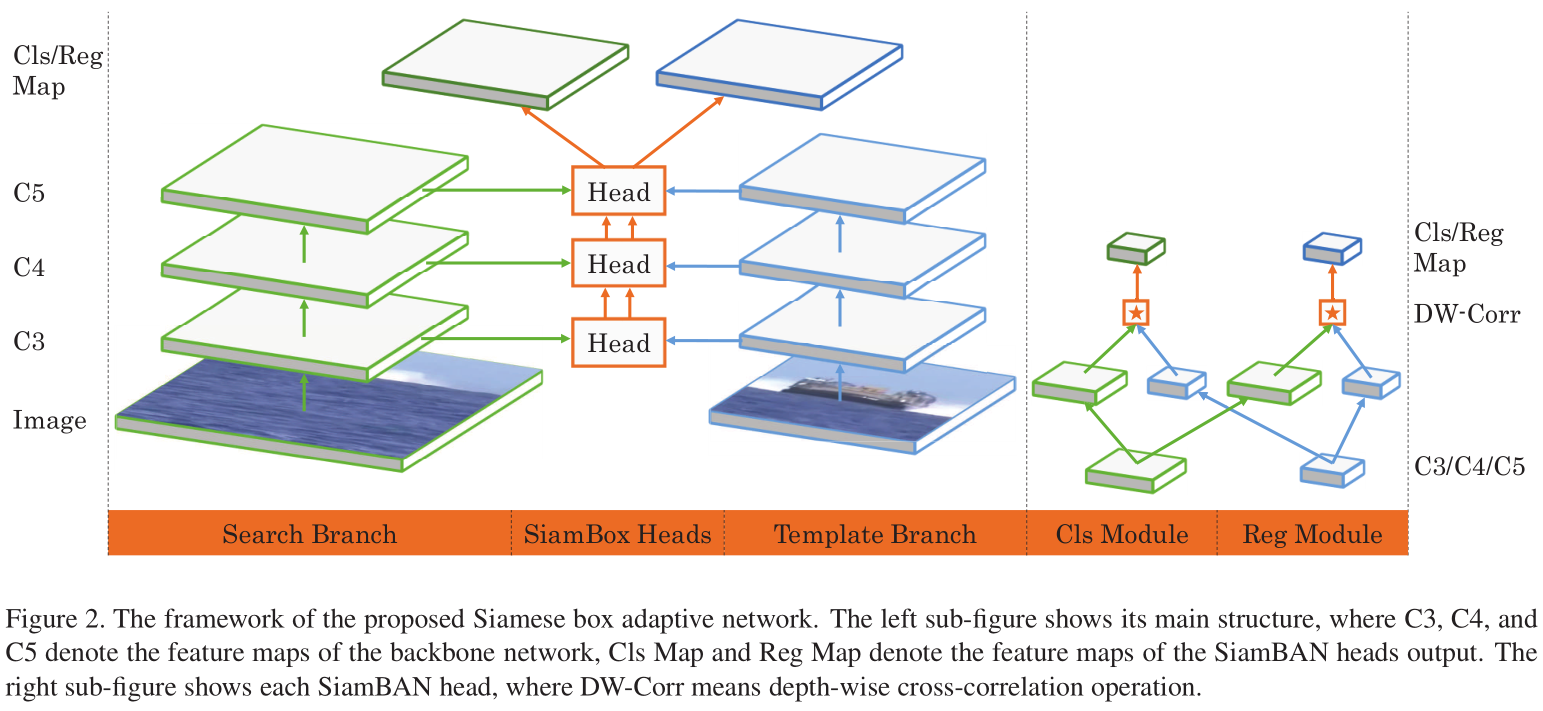 Cls/Reg
Map
C5
C4
C3
Image
Head
Head
Head
Search Branch
SiamBox Heads
Template Branch
Cls/Reg
Map
DW-Corr
C3/C4/C5
Cls Module
Reg Module
Figure 2. The framework of the proposed Siamese box adaptive network. The left sub-figure shows its main structure, where C3, C4, and
C5 denote the feature maps of the backbone network, Cls Map and Reg Map denote the feature maps of the SiamBAN heads output. The
right sub-figure shows each SiamBAN head, where DW-Corr means depth-wise cross-correlation operation.